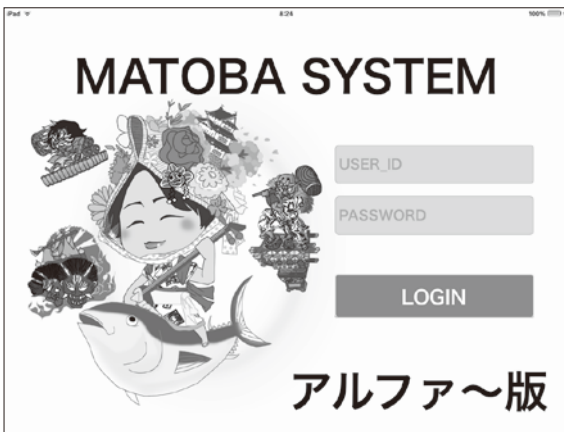 iPad 8:26 100%
MATOBA SYSTEM
USER_ID
PASSWORD
LOGIN
アルファ〜版